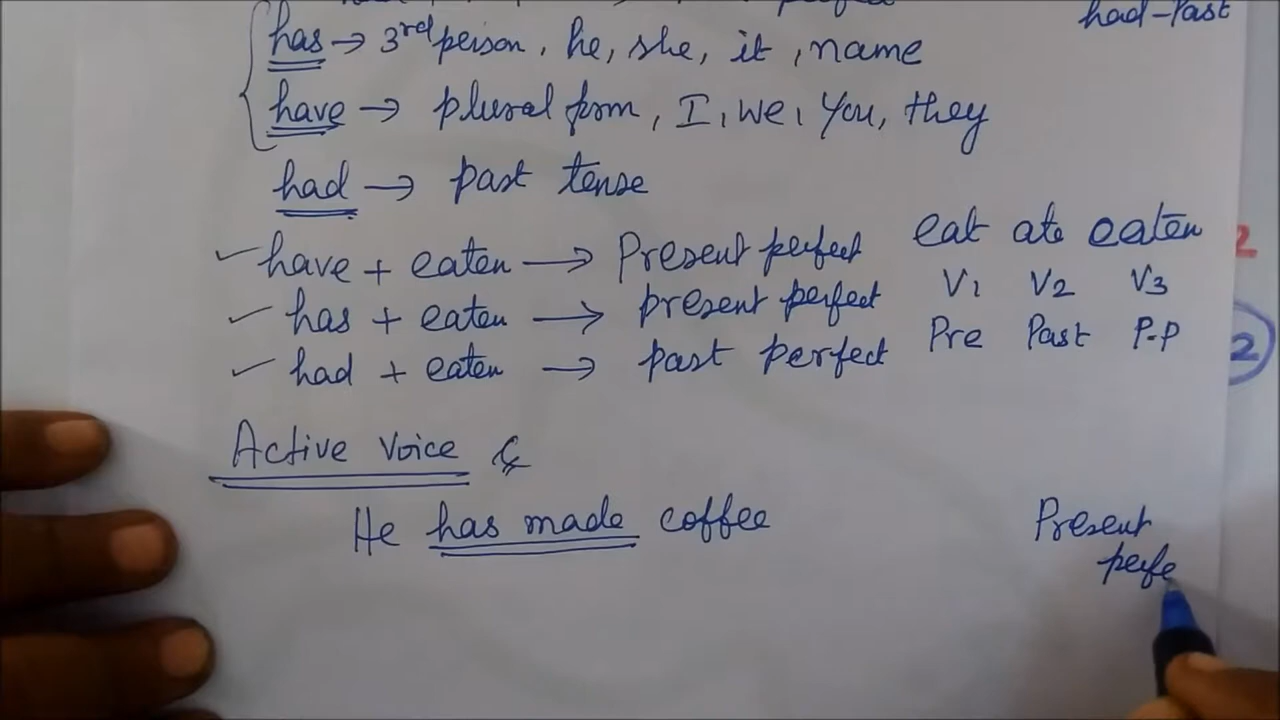 had-Past
has → 3rd person, he, she, it, name
have → plural form, I, we, You, they
had → past tense
have + eaten → Present perfect
has + eaten → present perfect
had + eaten → past perfect
eat ate eaten
V1 V2 V3
Pre Past P.P
2
2
Active voice
He has made coffee
Present
perfe